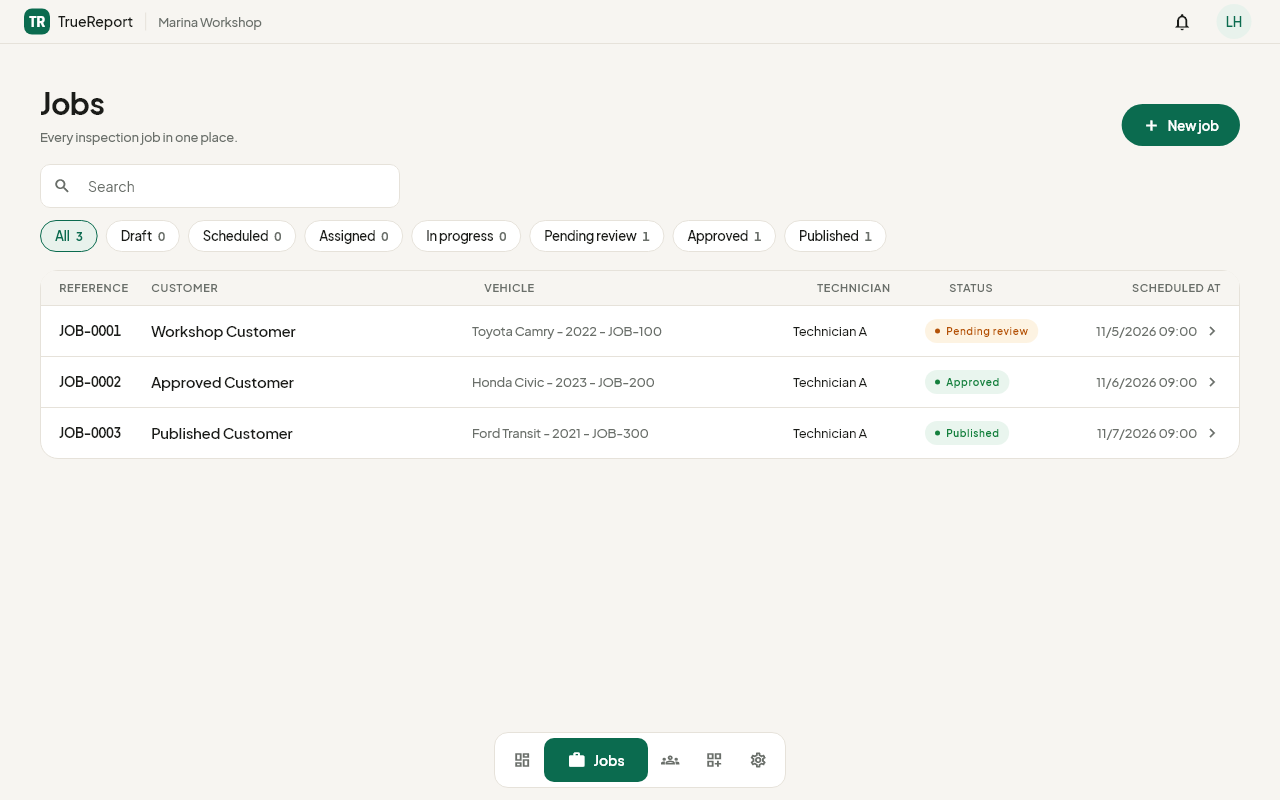 TR TrueReport Marina Workshop LH
Jobs
Every inspection job in one place.
+ New job
Search
All 3 Draft 0 Scheduled 0 Assigned 0 In progress 0 Pending review 1 Approved 1 Published 1
REFERENCE CUSTOMER VEHICLE TECHNICIAN STATUS SCHEDULED AT
JOB-0001 Workshop Customer Toyota Camry - 2022 - JOB-100 Technician A Pending review 11/5/2026 09:00
JOB-0002 Approved Customer Honda Civic - 2023 - JOB-200 Technician A Approved 11/6/2026 09:00
JOB-0003 Published Customer Ford Transit - 2021 - JOB-300 Technician A Published 11/7/2026 09:00
Jobs